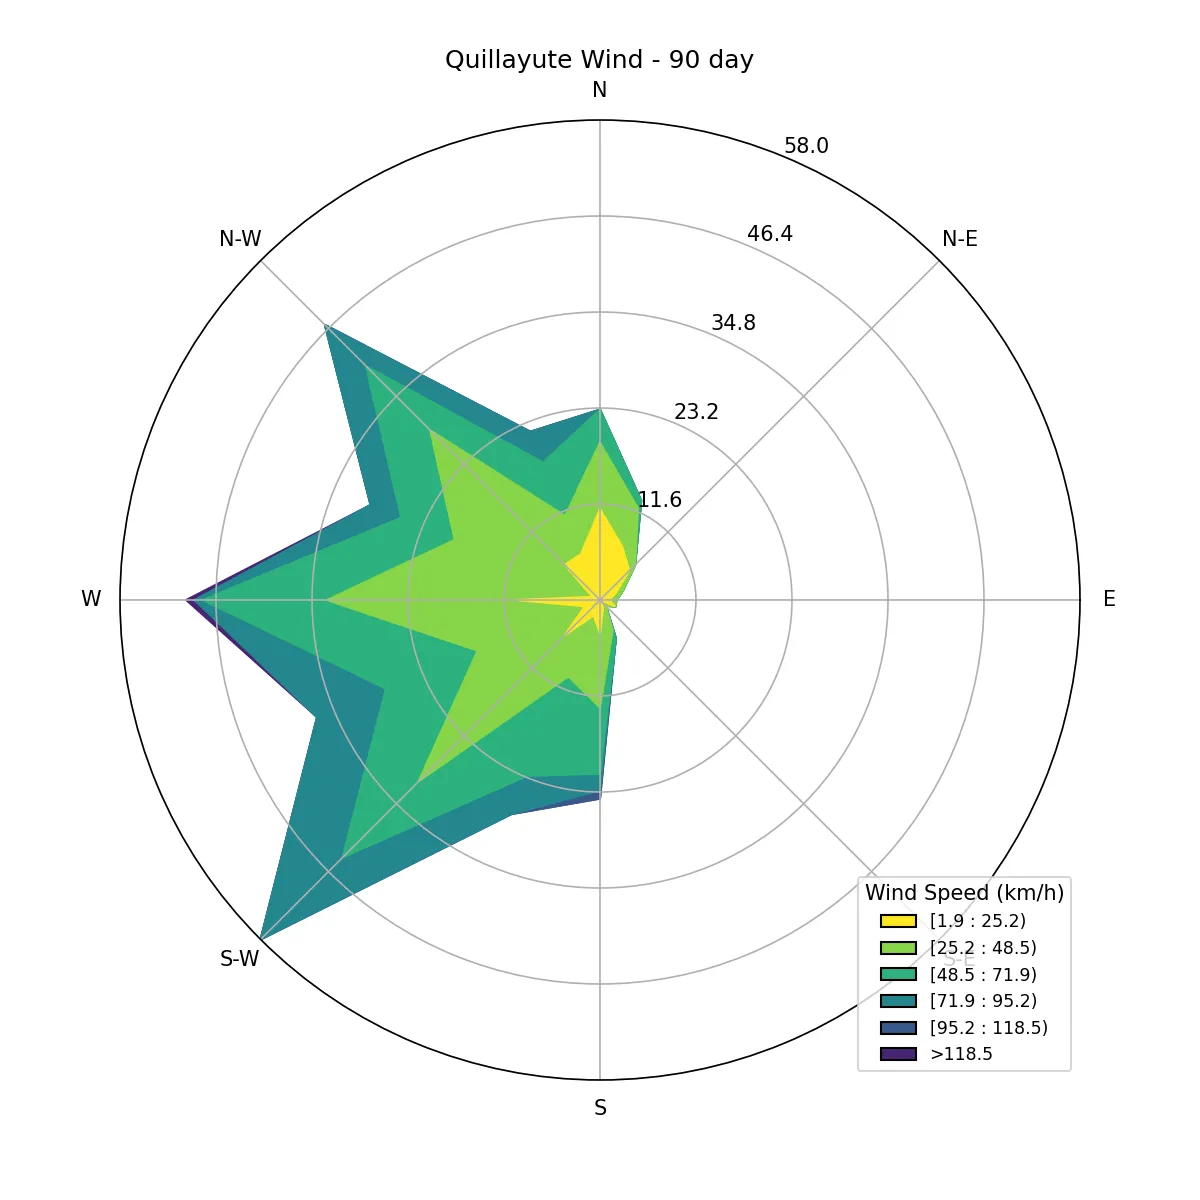 Quillayute Wind - 90 day
N
58.0
N-W
46.4
N-E
34.8
23.2
11.6
W
E
Wind Speed (km/h)
[1.9 : 25.2)
[25.2 : 48.5)
S-W
S-E
[48.5 : 71.9)
[71.9 : 95.2)
[95.2 : 118.5)
>118.5
S